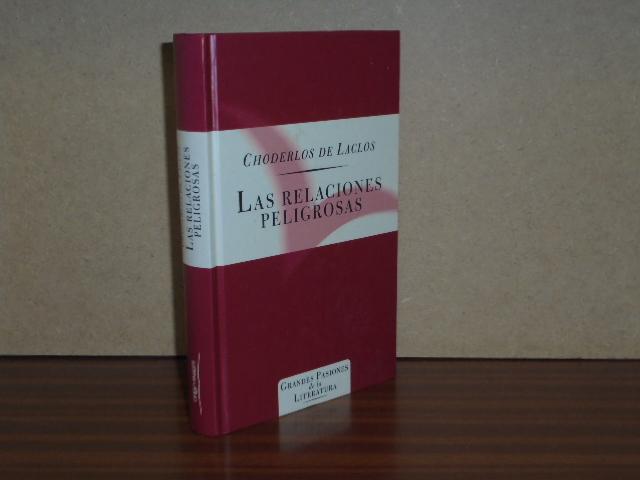 CHODERLOS DE LACLOS
LAS RELACIONES
PELIGROSAS
GRANDES PASIONES
de la
LITERATURA
LAS RELACIONES
PELIGROSAS